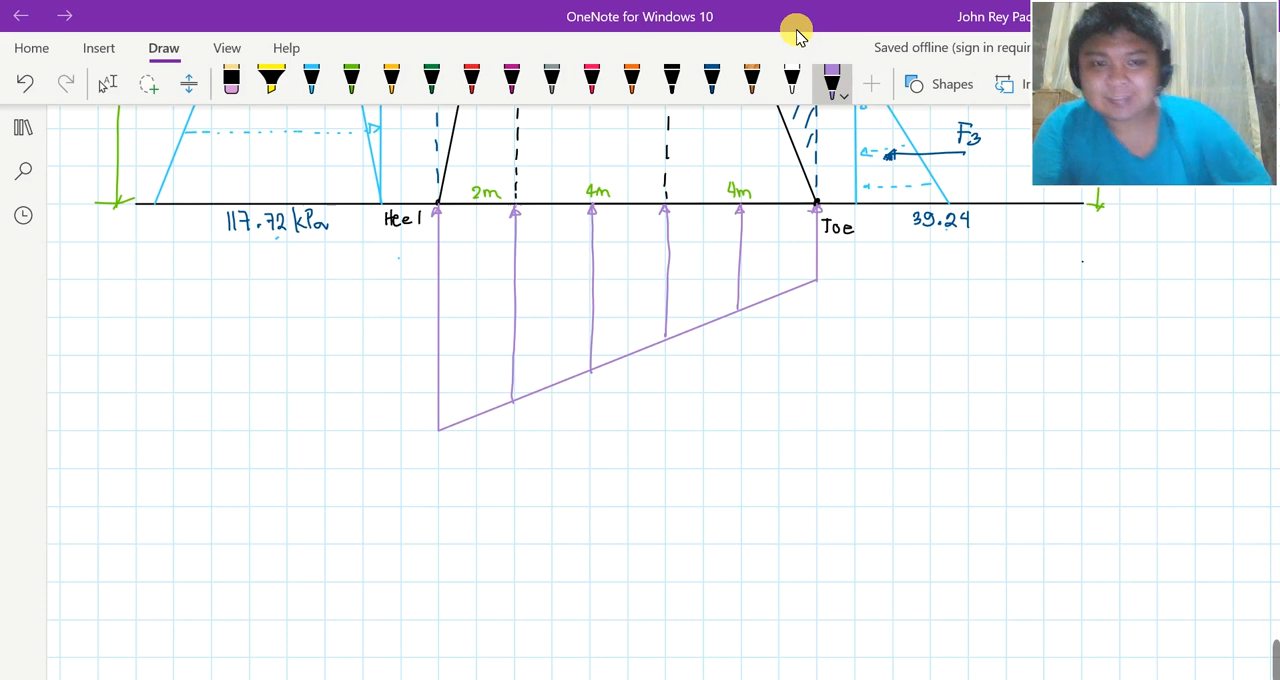 OneNote for Windows 10
John Rey Pac
Home Insert Draw View Help
Saved offline (sign in requir
Shapes
In
F3
2m 4m 4m
117.72 kPa Heel Toe 39.24